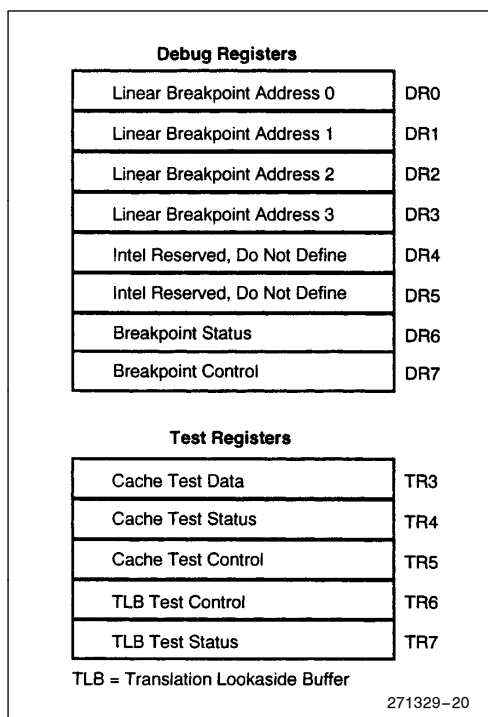 Debug Registers
Linear Breakpoint Address 0 DR0
Linear Breakpoint Address 1 DR1
Linear Breakpoint Address 2 DR2
Linear Breakpoint Address 3 DR3
Intel Reserved, Do Not Define DR4
Intel Reserved, Do Not Define DR5
Breakpoint Status DR6
Breakpoint Control DR7
Test Registers
Cache Test Data TR3
Cache Test Status TR4
Cache Test Control TR5
TLB Test Control TR6
TLB Test Status TR7
TLB = Translation Lookaside Buffer
271329–20